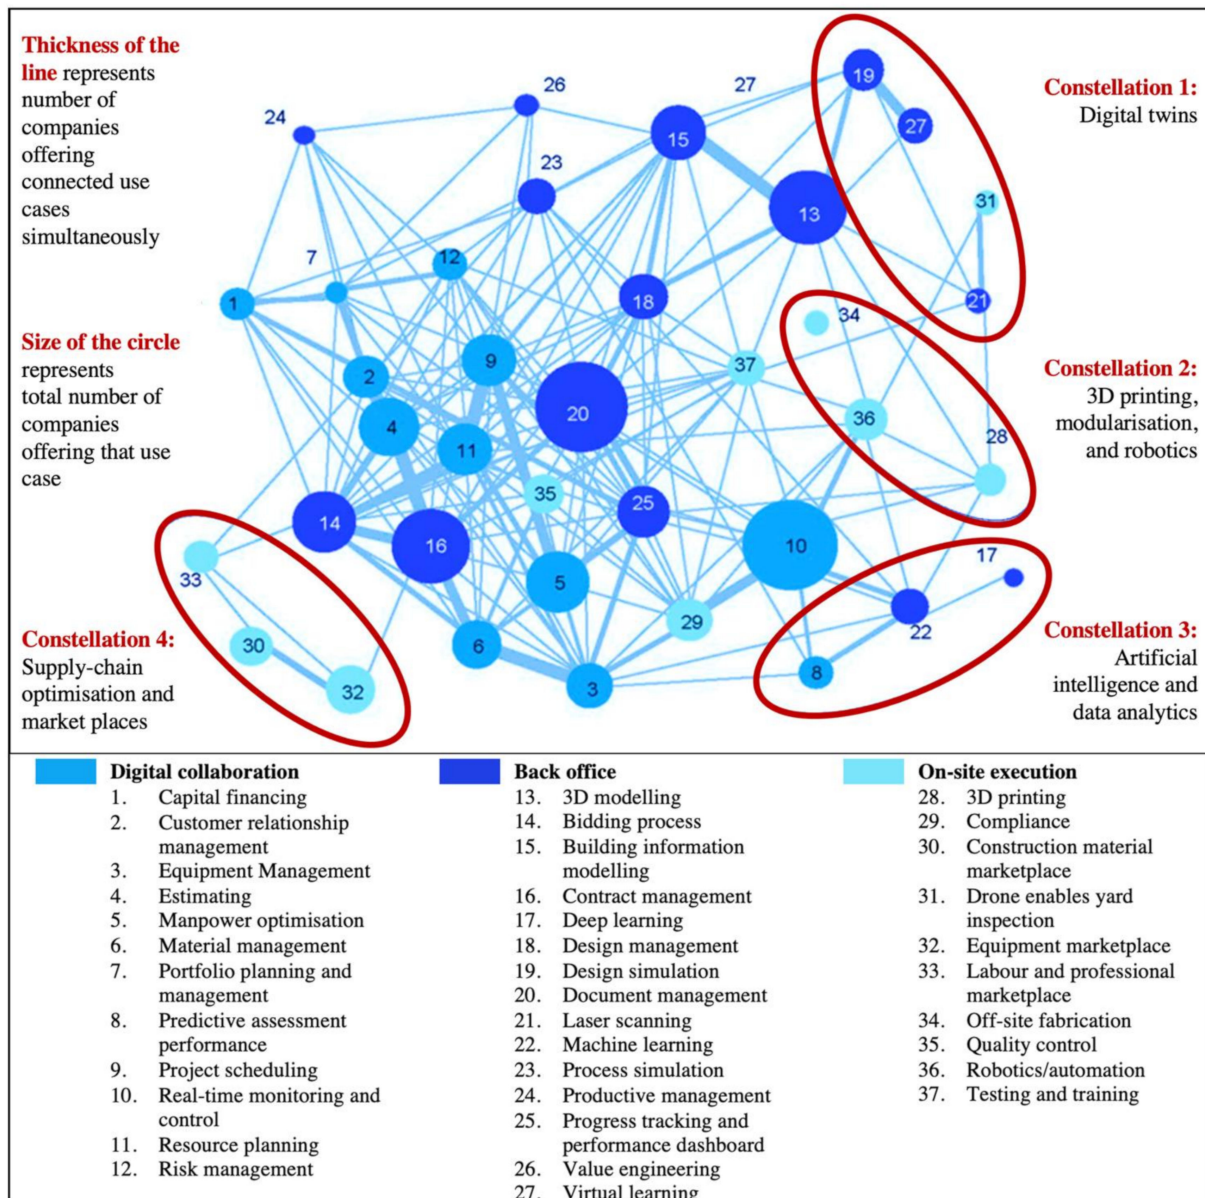 Thickness of the
line represents
number of
companies
offering
connected use
cases
simultaneously
Size of the circle
represents
total number of
companies
offering that use
case
Constellation 1:
Digital twins
Constellation 2:
3D printing,
modularisation,
and robotics
Constellation 3:
Artificial
intelligence and
data analytics
Constellation 4:
Supply-chain
optimisation and
market places
24
26
27
15
19
27
23
13
31
7
12
1
18
21
34
9
37
2
20
36
4
11
28
35
25
14
16
10
17
5
33
22
29
30
6
3
8
32
Digital collaboration
1. Capital financing
2. Customer relationship
management
3. Equipment Management
4. Estimating
5. Manpower optimisation
6. Material management
7. Portfolio planning and
management
8. Predictive assessment
performance
9. Project scheduling
10. Real-time monitoring and
control
11. Resource planning
12. Risk management
Back office
13. 3D modelling
14. Bidding process
15. Building information
modelling
16. Contract management
17. Deep learning
18. Design management
19. Design simulation
20. Document management
21. Laser scanning
22. Machine learning
23. Process simulation
24. Productive management
25. Progress tracking and
performance dashboard
26. Value engineering
27. Virtual learning
On-site execution
28. 3D printing
29. Compliance
30. Construction material
marketplace
31. Drone enables yard
inspection
32. Equipment marketplace
33. Labour and professional
marketplace
34. Off-site fabrication
35. Quality control
36. Robotics/automation
37. Testing and training